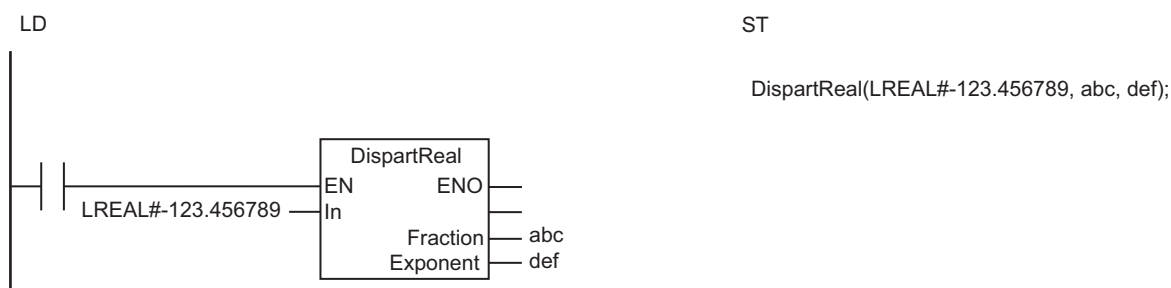 LD
ST
DispartReal(LREAL#-123.456789, abc, def);
DispartReal
EN ENO
LREAL#-123.456789 In
Fraction abc
Exponent def